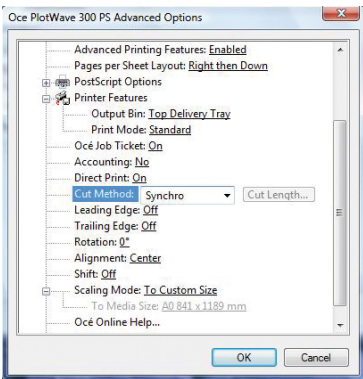 Oce PlotWave 300 PS Advanced Options
Advanced Printing Features: Enabled
Pages per Sheet Layout: Right then Down
PostScript Options
Printer Features
Output Bin: Top Delivery Tray
Print Mode: Standard
Océ Job Ticket: On
Accounting: No
Direct Print: On
Cut Method: Synchro Cut Length...
Leading Edge: Off
Trailing Edge: Off
Rotation: 0°
Alignment: Center
Shift: Off
Scaling Mode: To Custom Size
To Media Size: A0 841 x 1189 mm
Océ Online Help...
OK Cancel